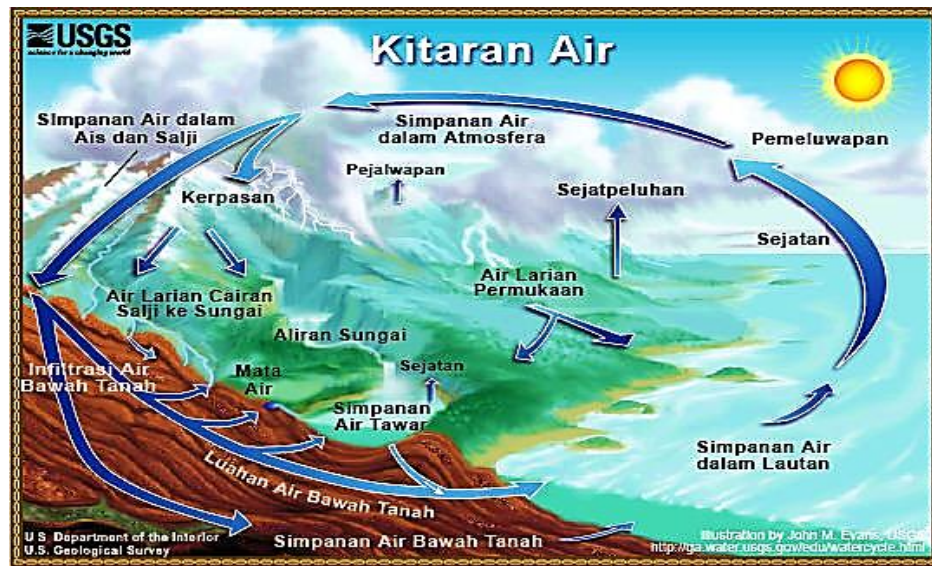 USGS
science for a changing world
Kitaran Air
SImpanan Air dalam
Ais dan Salji
Simpanan Air
dalam Atmosfera
Pemeluwapan
Pejalwapan
Sejatpeluhan
Kerpasan
Sejatan
Air Larian
Permukaan
Air Larian Cairan
Salji ke Sungai
Aliran Sungai
Infiltrasi Air
Bawah Tanah
Mata
Air
Sejatan
Simpanan
Air Tawar
Simpanan Air
dalam Lautan
Luahan Air Bawah Tanah
Simpanan Air Bawah Tanah
U.S. Department of the Interior
U.S. Geological Survey
Illustration by John M. Evans, USGS
http://ga.water.usgs.gov/edu/watercycle.html